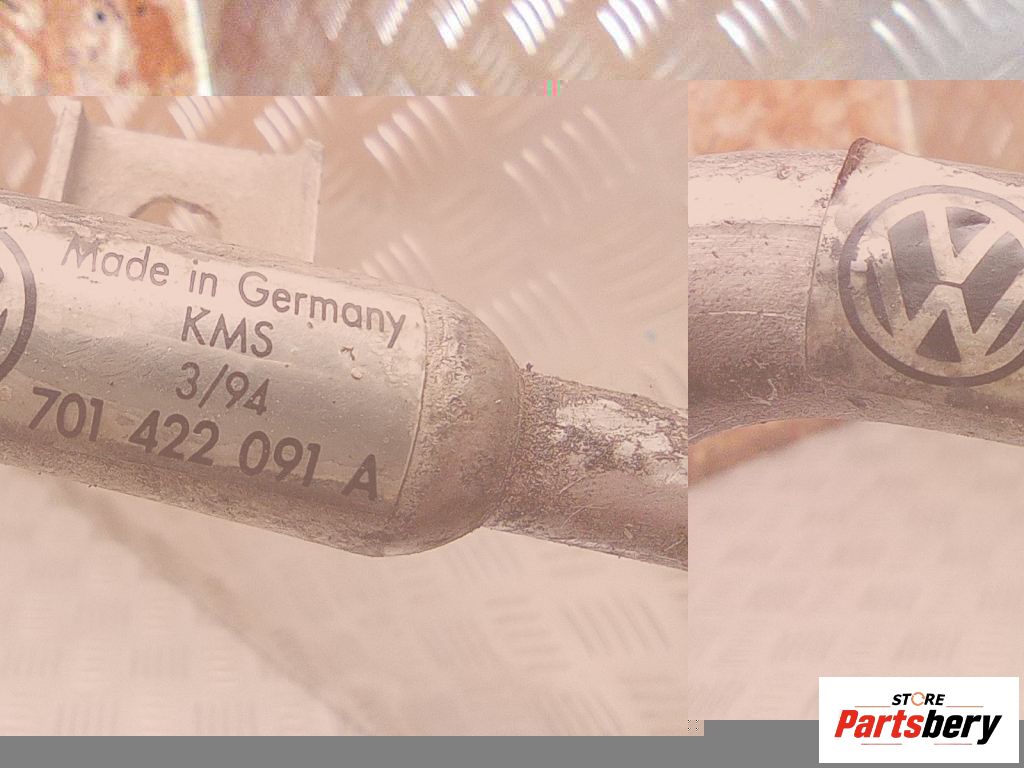 Made in Germany
KMS
3/94
701 422 091 A
STORE
Partsbery